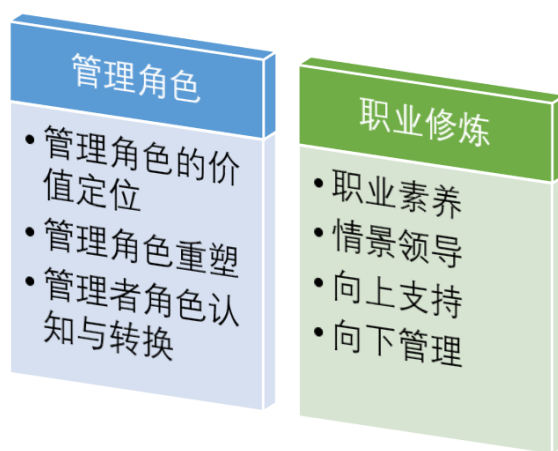 管理角色
• 管理角色的价
值定位
• 管理角色重塑
• 管理者角色认
知与转换
职业修炼
• 职业素养
• 情景领导
• 向上支持
• 向下管理